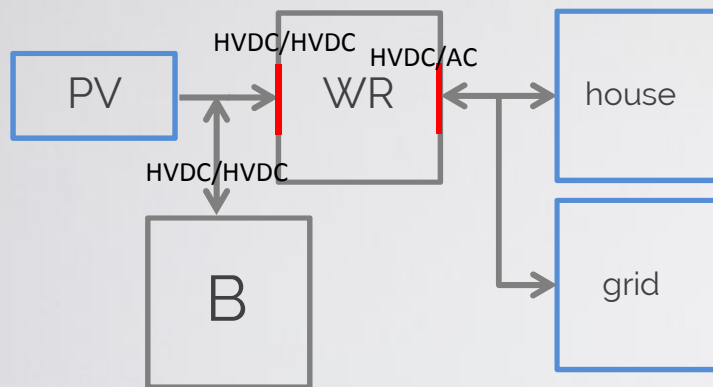 HVDC/HVDC
HVDC/AC
PV
WR
house
HVDC/HVDC
B
grid